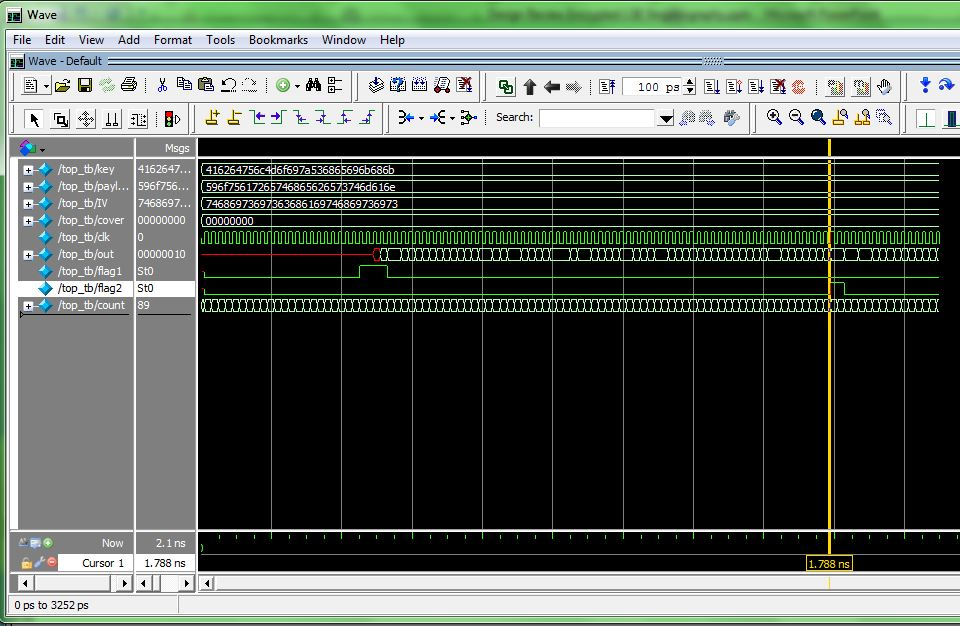 Wave
File Edit View Add Format Tools Bookmarks Window Help
Wave - Default
100 ps
Search:
Msgs
/top_tb/key 4162647... 416264756c4d6f697a536865696b686b
/top_tb/payl... 596f756... 596f75617265746865626573746d616e
/top_tb/IV 7468697... 74686973697363686169746869736973
/top_tb/cover 00000000 00000000
/top_tb/clk 0
/top_tb/out 00000010
/top_tb/flag1 St0
/top_tb/flag2 St0
/top_tb/count 89
Now 2.1 ns
Cursor 1 1.788 ns 1.788 ns
0 ps to 3252 ps